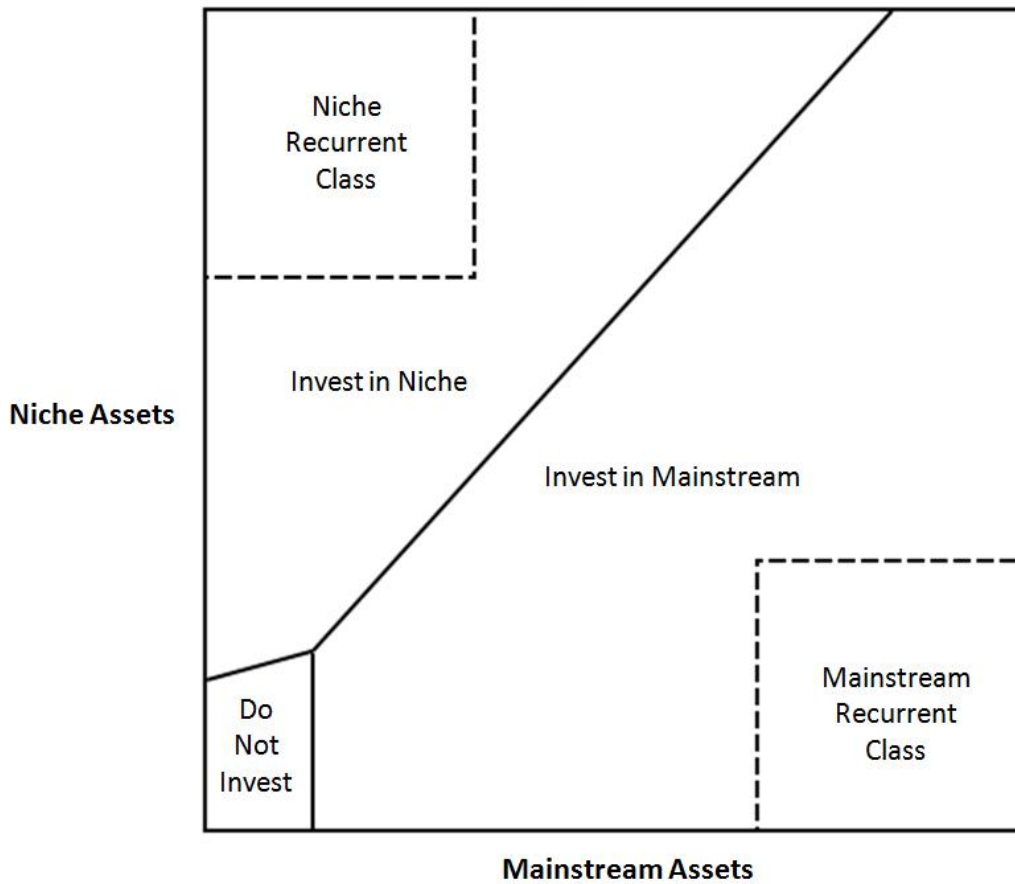 Niche
Recurrent
Class
Invest in Niche
Niche Assets
Invest in Mainstream
Mainstream
Recurrent
Class
Do
Not
Invest
Mainstream Assets